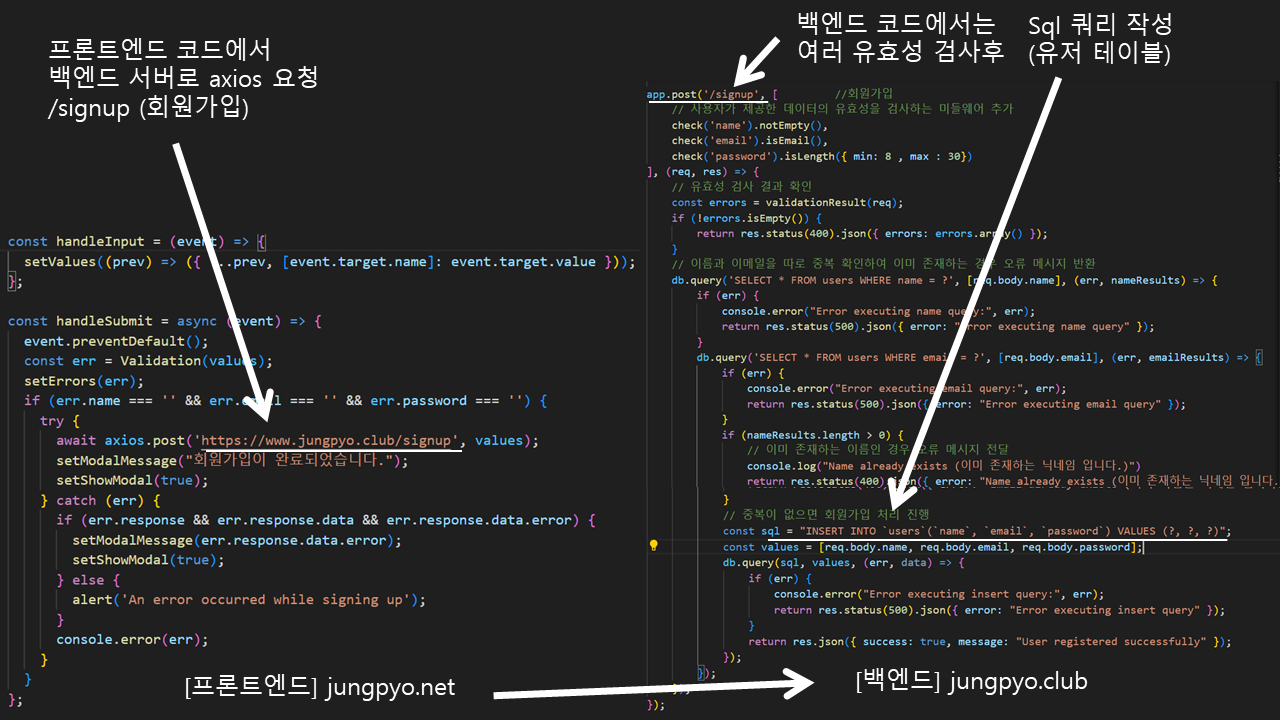 프론트엔드 코드에서
백엔드 서버로 axios 요청
/signup (회원가입)
const handleInput = (event) => {
setValues((prev) => ({ ...prev, [event.target.name]: event.target.value }));
};
const handleSubmit = async (event) => {
event.preventDefault();
const err = Validation(values);
setErrors(err);
if (err.name === '' && err.email === '' && err.password === '') {
try {
await axios.post('https://www.jungpyo.club/signup', values);
setModalMessage("회원가입이 완료되었습니다.");
setShowModal(true);
} catch (err) {
if (err.response && err.response.data && err.response.data.error) {
setModalMessage(err.response.data.error);
setShowModal(true);
} else {
alert('An error occurred while signing up');
}
console.error(err);
}
}
};
[프론트엔드] jungpyo.net
백엔드 코드에서는
여러 유효성 검사후
Sql 쿼리 작성
(유저 테이블)
app.post('/signup', [ //회원가입
// 사용자가 제공한 데이터의 유효성을 검사하는 미들웨어 추가
check('name').notEmpty(),
check('email').isEmail(),
check('password').isLength({ min: 8 , max : 30})
], (req, res) => {
// 유효성 검사 결과 확인
const errors = validationResult(req);
if (!errors.isEmpty()) {
return res.status(400).json({ errors: errors.array() });
}
// 이름과 이메일을 따로 중복 확인하여 이미 존재하는 경우 오류 메시지 반환
db.query('SELECT * FROM users WHERE name = ?', [req.body.name], (err, nameResults) => {
if (err) {
console.error("Error executing name query:", err);
return res.status(500).json({ error: "Error executing name query" });
}
db.query('SELECT * FROM users WHERE email = ?', [req.body.email], (err, emailResults) => {
if (err) {
console.error("Error executing email query:", err);
return res.status(500).json({ error: "Error executing email query" });
}
if (nameResults.length > 0) {
// 이미 존재하는 이름인 경우 오류 메시지 전달
console.log("Name already exists (이미 존재하는 닉네임 입니다.)")
return res.status(400).json({ error: "Name already exists (이미 존재하는 닉네임 입니다.
}
// 중복이 없으면 회원가입 처리 진행
const sql = "INSERT INTO `users`(`name`, `email`, `password`) VALUES (?, ?, ?)";
const values = [req.body.name, req.body.email, req.body.password];
db.query(sql, values, (err, data) => {
if (err) {
console.error("Error executing insert query:", err);
return res.status(500).json({ error: "Error executing insert query" });
}
return res.json({ success: true, message: "User registered successfully" });
});
});
});
});
[백엔드] jungpyo.club